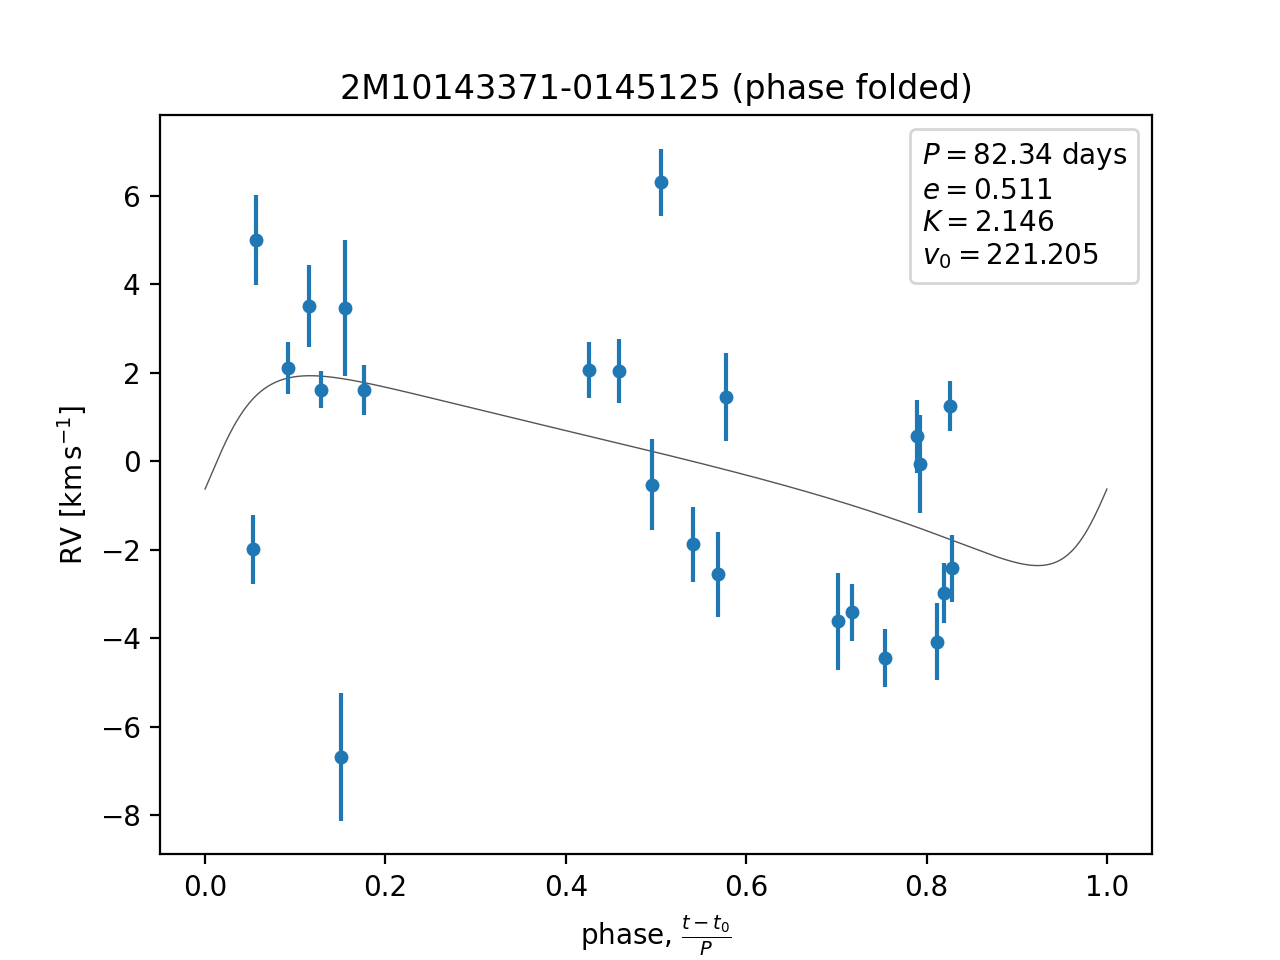 2M10143371-0145125 (phase folded)
P = 82.34 days
e = 0.511
K = 2.146
v₀ = 221.205
6
4
2
0
−2
−4
−6
−8
RV [km s⁻¹]
0.0 0.2 0.4 0.6 0.8 1.0
phase, (t − t₀)/P